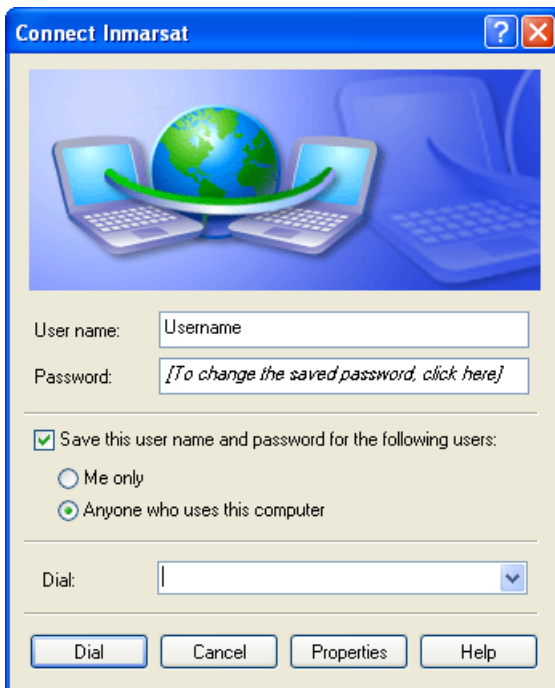 Connect Inmarsat
User name: Username
Password: [To change the saved password, click here]
Save this user name and password for the following users:
Me only
Anyone who uses this computer
Dial:
Dial Cancel Properties Help